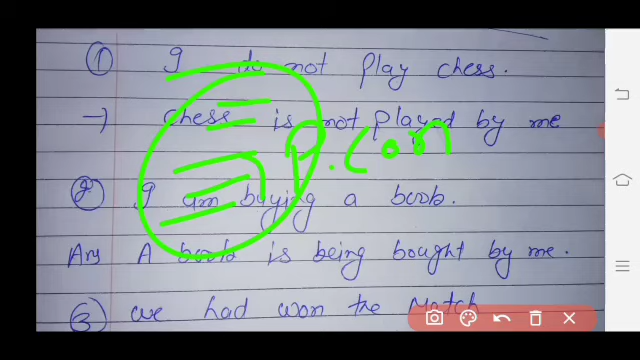 ① I do not play chess.
→ Chess is not played by me
P.Con
② I am buying a book.
Ans A book is being bought by me.
③ We had won the Match